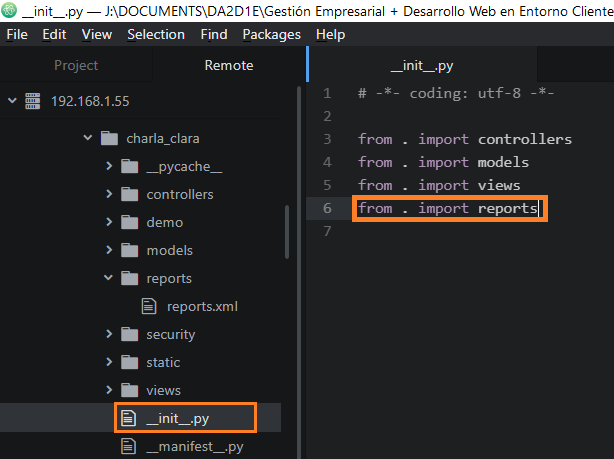 __init__.py — J:\DOCUMENTS\DA2D1E\Gestión Empresarial + Desarrollo Web en Entorno Cliente
File Edit View Selection Find Packages Help
Project Remote
192.168.1.55
charla_clara
__pycache__
controllers
demo
models
reports
reports.xml
security
static
views
__init__.py
__manifest__.py
__init__.py
1 # -*- coding: utf-8 -*-
2
3 from . import controllers
4 from . import models
5 from . import views
6 from . import reports
7